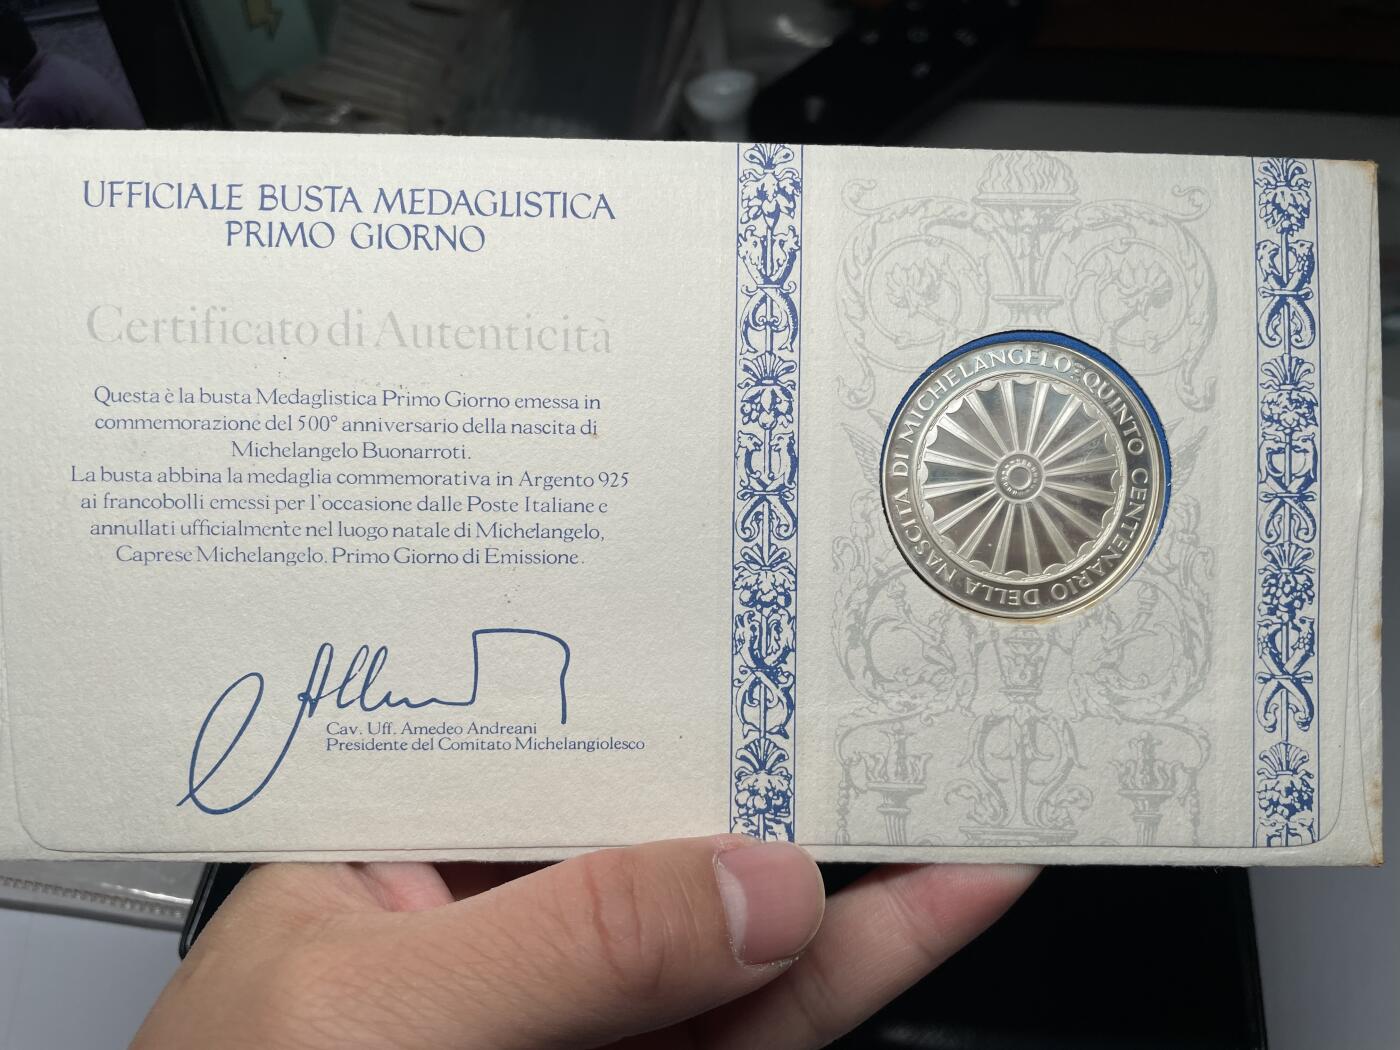 UFFICIALE BUSTA MEDAGLISTICA
PRIMO GIORNO
Certificato di Autenticità
Questa è la busta Medaglistica Primo Giorno emessa in
commemorazione del 500° anniversario della nascita di
Michelangelo Buonarroti.
La busta abbina la medaglia commemorativa in Argento 925
ai francobolli emessi per l'occasione dalle Poste Italiane e
annullati ufficialmente nel luogo natale di Michelangelo,
Caprese Michelangelo. Primo Giorno di Emissione.
Cav. Uff. Amedeo Andreani
Presidente del Comitato Michelangiolesco
QUINTO CENTENARIO DELLA NASCITA DI MICHELANGELO